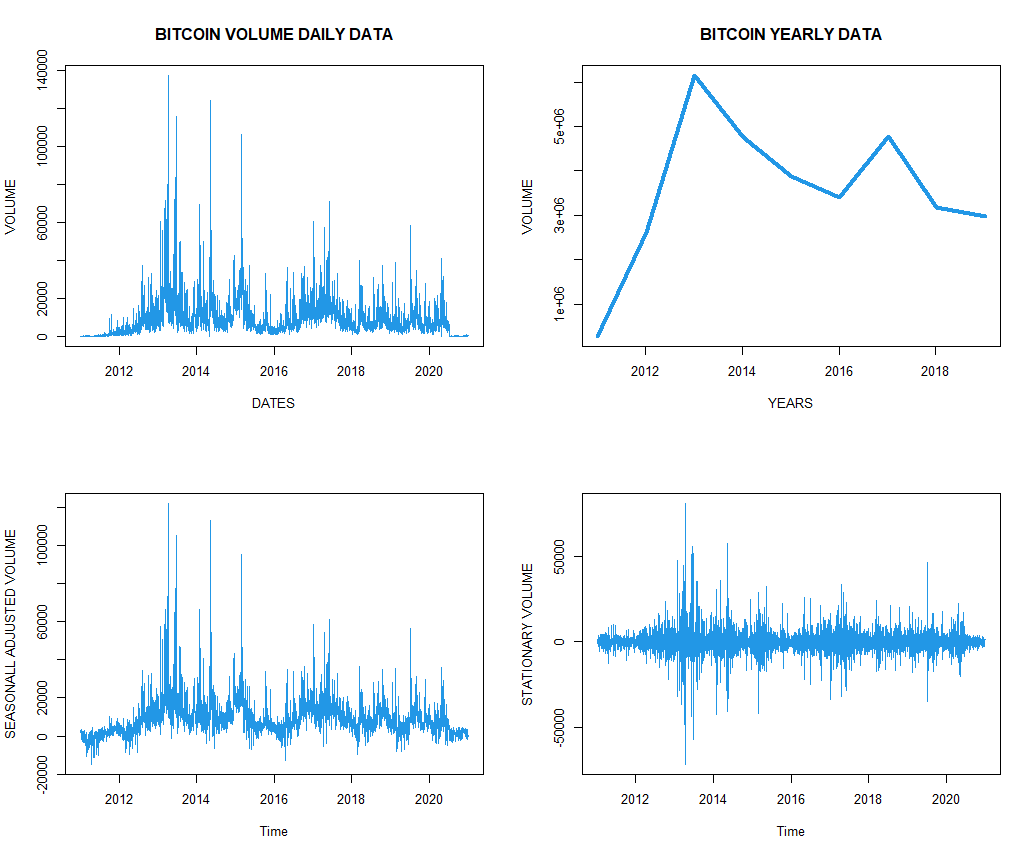 BITCOIN VOLUME DAILY DATA
VOLUME
140000
100000
60000
20000
0
2012 2014 2016 2018 2020
DATES
BITCOIN YEARLY DATA
VOLUME
5e+06
3e+06
1e+06
2012 2014 2016 2018
YEARS
SEASONALL ADJUSTED VOLUME
100000
60000
20000
0
-20000
2012 2014 2016 2018 2020
Time
STATIONARY VOLUME
50000
0
-50000
2012 2014 2016 2018 2020
Time